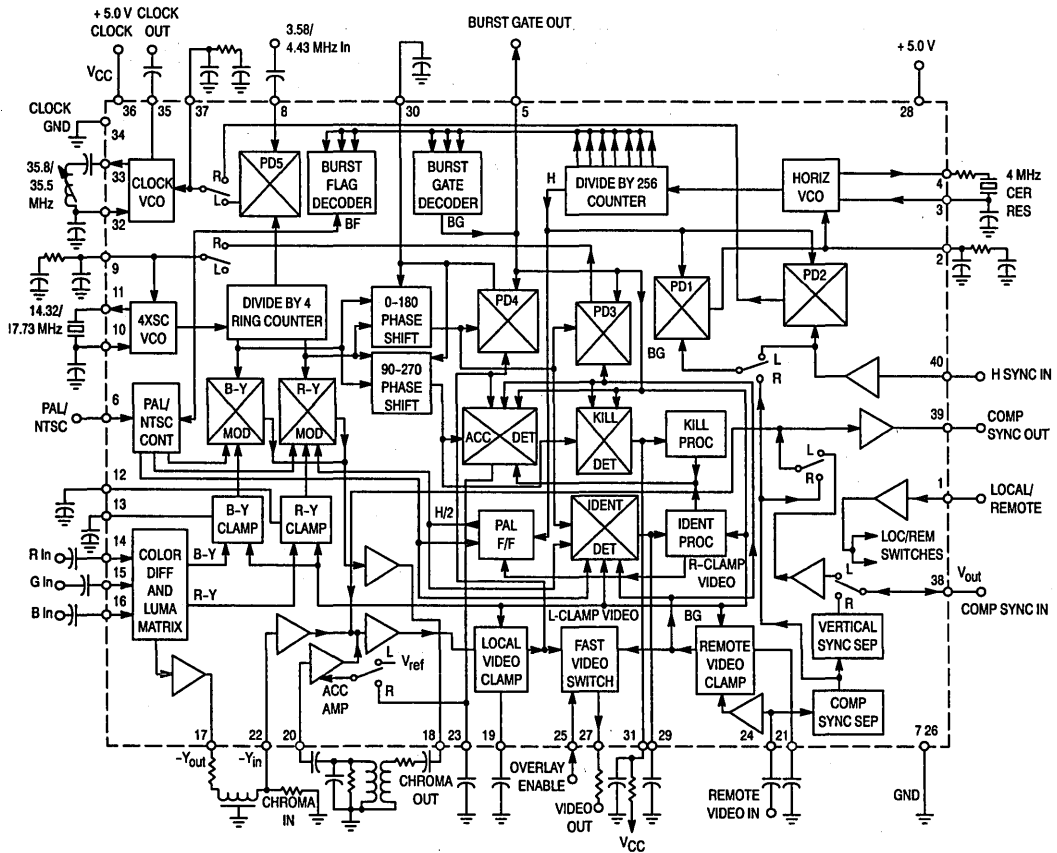 + 5.0 V CLOCK
CLOCK OUT
VCC
36
35
37
3.58/
4.43 MHz In
8
30
BURST GATE OUT
5
+ 5.0 V
28
CLOCK
GND
34
33
35.8/
35.5
MHz
32
CLOCK
VCO
R
L
PD5
BURST
FLAG
DECODER
BF
BURST
GATE
DECODER
BG
H
DIVIDE BY 256
COUNTER
HORIZ
VCO
4
3
4 MHz
CER
RES
2
R
L
9
11
14.32/
17.73 MHz
10
4XSC
VCO
DIVIDE BY 4
RING COUNTER
0–180
PHASE
SHIFT
90–270
PHASE
SHIFT
PD4
PD3
PD1
PD2
BG
L
R
40
H SYNC IN
PAL/
NTSC
6
PAL/
NTSC
CONT
B–Y
MOD
R–Y
MOD
ACC
DET
KILL
DET
KILL
PROC
39
COMP
SYNC OUT
L
R
12
13
B–Y
CLAMP
R–Y
CLAMP
H/2
PAL
F/F
IDENT
DET
IDENT
PROC
R–CLAMP
VIDEO
1
LOCAL/
REMOTE
LOC/REM
SWITCHES
R In
14
G In
15
B In
16
COLOR
DIFF
AND
LUMA
MATRIX
B–Y
R–Y
L–CLAMP VIDEO
BG
L
R
38
Vout
COMP SYNC IN
LOCAL
VIDEO
CLAMP
FAST
VIDEO
SWITCH
REMOTE
VIDEO
CLAMP
VERTICAL
SYNC SEP
COMP
SYNC SEP
L
Vref
R
ACC
AMP
17
–Yout
22
–Yin
20
18
23
19
25
27
31
29
24
21
7 26
CHROMA
IN
CHROMA
OUT
OVERLAY
ENABLE
VIDEO
OUT
VCC
REMOTE
VIDEO IN
GND